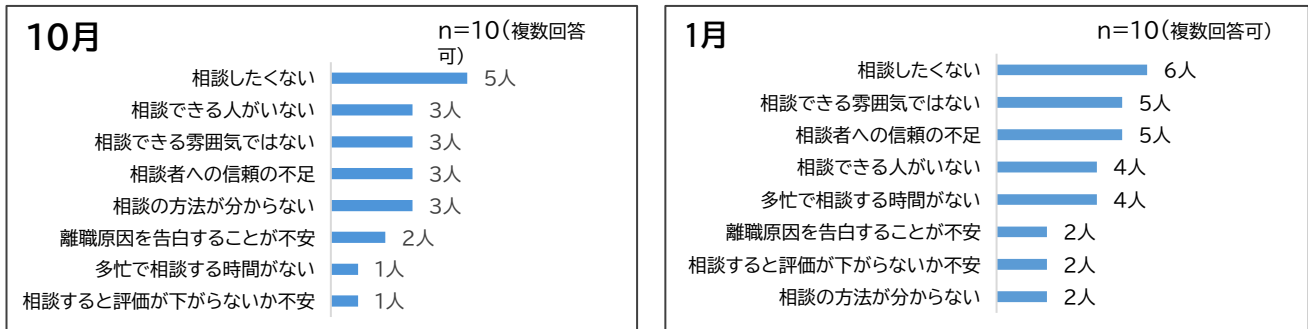 10月
n=10(複数回答
可)
相談したくない 5人
相談できる人がいない 3人
相談できる雰囲気ではない 3人
相談者への信頼の不足 3人
相談の方法が分からない 3人
離職原因を告白することが不安 2人
多忙で相談する時間がない 1人
相談すると評価が下がらないか不安 1人
1月
n=10(複数回答可)
相談したくない 6人
相談できる雰囲気ではない 5人
相談者への信頼の不足 5人
相談できる人がいない 4人
多忙で相談する時間がない 4人
離職原因を告白することが不安 2人
相談すると評価が下がらないか不安 2人
相談の方法が分からない 2人